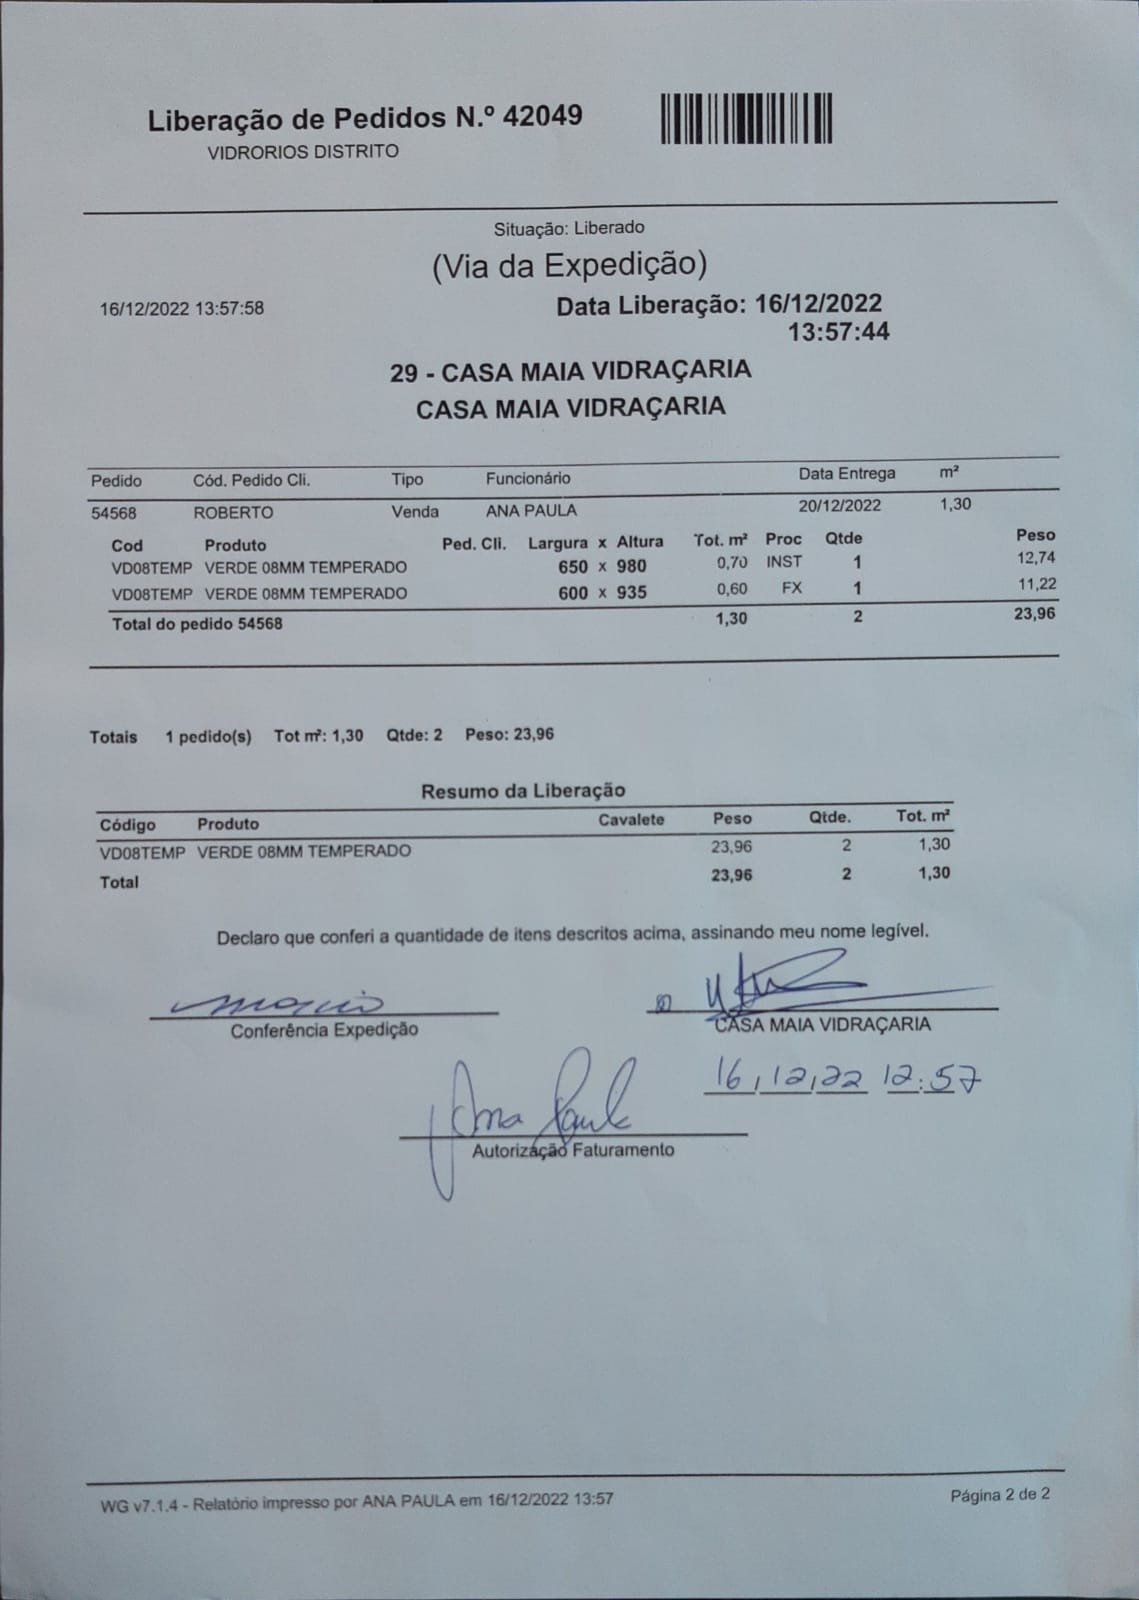 Liberação de Pedidos N.º 42049
VIDRORIOS DISTRITO
Situação: Liberado
(Via da Expedição)
16/12/2022 13:57:58
Data Liberação: 16/12/2022
13:57:44
29 - CASA MAIA VIDRAÇARIA
CASA MAIA VIDRAÇARIA
Pedido Cód. Pedido Cli. Tipo Funcionário Data Entrega m²
54568 ROBERTO Venda ANA PAULA 20/12/2022 1,30
Cod Produto Ped. Cli. Largura x Altura Tot. m² Proc Qtde Peso
VD08TEMP VERDE 08MM TEMPERADO 650 x 980 0,70 INST 1 12,74
VD08TEMP VERDE 08MM TEMPERADO 600 x 935 0,60 FX 1 11,22
Total do pedido 54568 1,30 2 23,96
Totais 1 pedido(s) Tot m²: 1,30 Qtde: 2 Peso: 23,96
Resumo da Liberação
Código Produto Cavalete Peso Qtde. Tot. m²
VD08TEMP VERDE 08MM TEMPERADO 23,96 2 1,30
Total 23,96 2 1,30
Declaro que conferi a quantidade de itens descritos acima, assinando meu nome legível.
Conferência Expedição
CASA MAIA VIDRAÇARIA
16/12/22 12:57
Ana Paula
Autorização Faturamento
WG v7.1.4 - Relatório impresso por ANA PAULA em 16/12/2022 13:57
Página 2 de 2